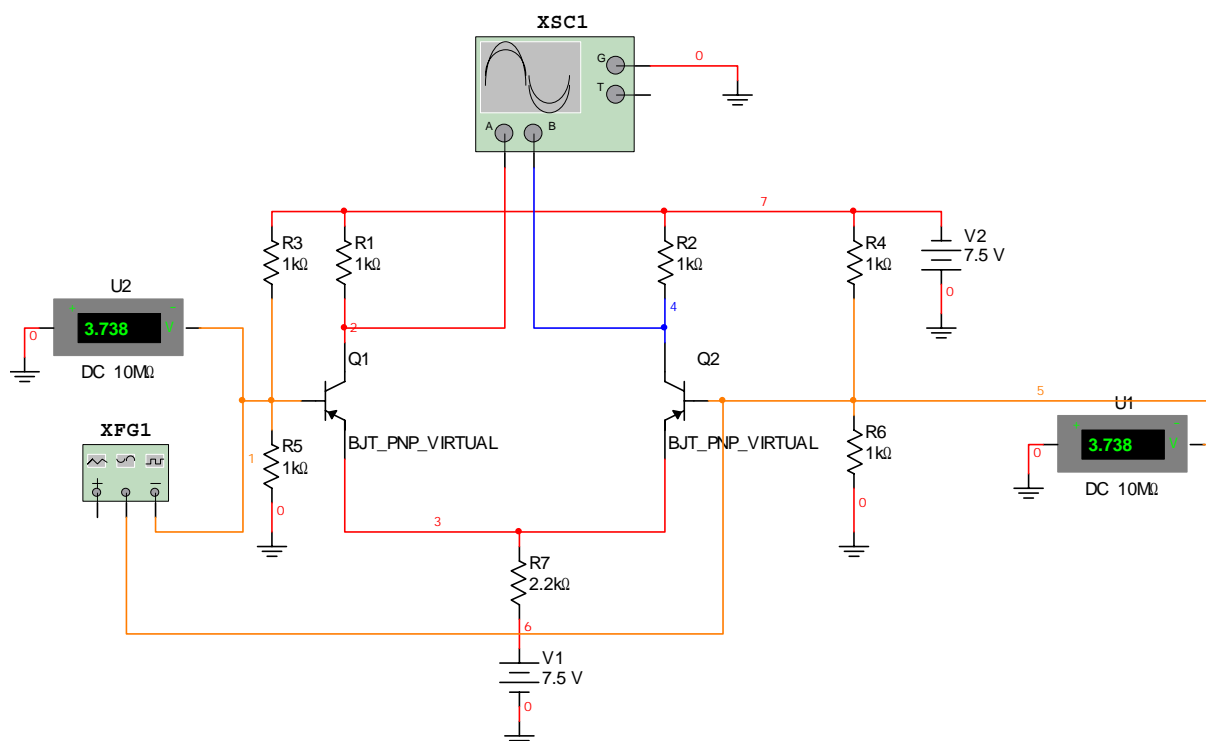 XSC1
G
T
A
B
0
7
R3
1kΩ
R1
1kΩ
R2
1kΩ
R4
1kΩ
V2
7.5 V
0
U2
+
-
3.738
V
0
DC 10MΩ
2
4
Q1
Q2
BJT_PNP_VIRTUAL
BJT_PNP_VIRTUAL
5
U1
+
-
3.738
V
0
DC 10MΩ
XFG1
+
-
1
R5
1kΩ
0
R6
1kΩ
0
3
R7
2.2kΩ
6
V1
7.5 V
0